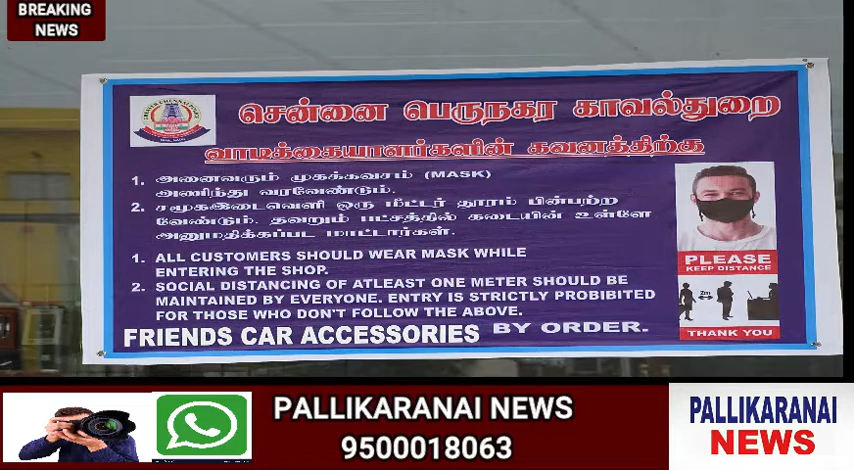 BREAKING
NEWS
சென்னை பெருநகர காவல்துறை
வாடிக்கையாளர்களின் கவனத்திற்கு
1. அனைவரும் முகக்கவசம் (MASK)
அணிந்து வரவேண்டும்.
2. சமூகஇடைவெளி ஒரு மீட்டர் தூரம் பின்பற்ற
வேண்டும். தவறும் பட்சத்தில் கடையின் உள்ளே
அனுமதிக்கப்பட மாட்டார்கள்.
1. ALL CUSTOMERS SHOULD WEAR MASK WHILE
ENTERING THE SHOP.
2. SOCIAL DISTANCING OF ATLEAST ONE METER SHOULD BE
MAINTAINED BY EVERYONE. ENTRY IS STRICTLY PROBIBITED
FOR THOSE WHO DON'T FOLLOW THE ABOVE.
FRIENDS CAR ACCESSORIES BY ORDER.
PLEASE
KEEP DISTANCE
2m
THANK YOU
PALLIKARANAI NEWS
9500018063
PALLIKARANAI
NEWS